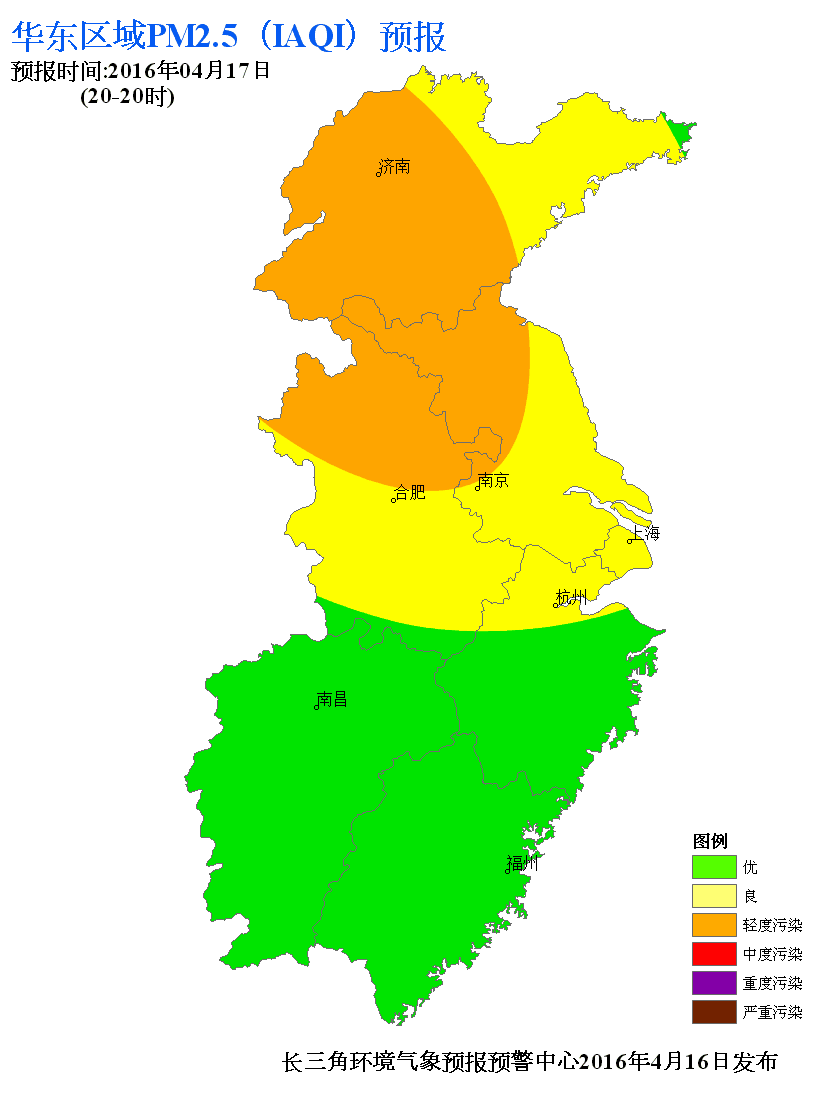 华东区域PM2.5（IAQI）预报
预报时间:2016年04月17日
(20-20时)
济南
合肥
南京
上海
杭州
南昌
福州
图例
优
良
轻度污染
中度污染
重度污染
严重污染
长三角环境气象预报预警中心2016年4月16日发布